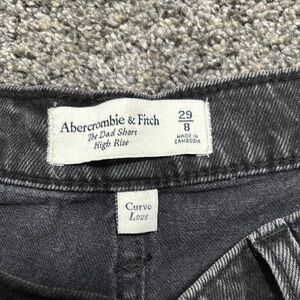 Abercrombie & Fitch
The Dad Short
High Rise
29
8
MADE IN
CAMBODIA
Curve
Love